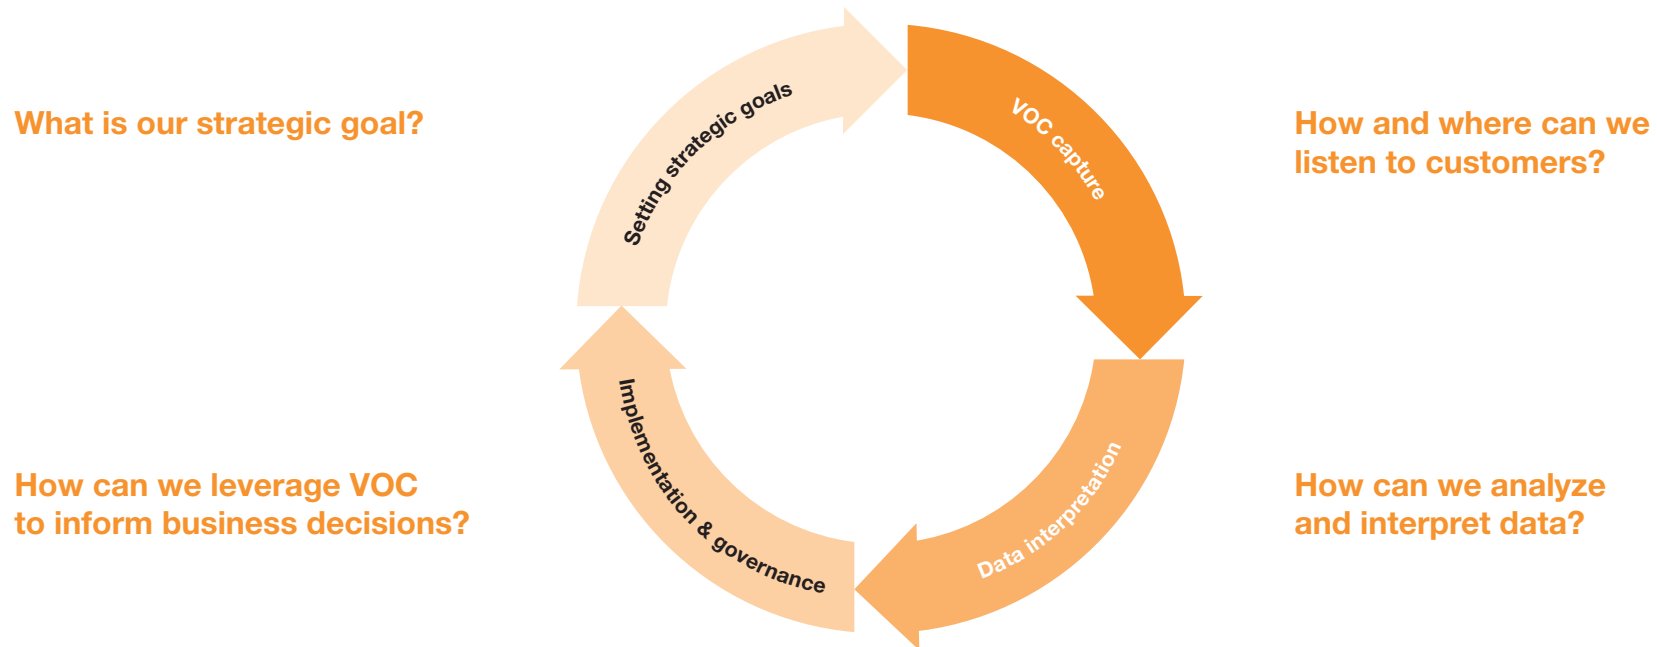 What is our strategic goal?
Setting strategic goals
VOC capture
How and where can we
listen to customers?
How can we leverage VOC
to inform business decisions?
Implementation & governance
Data interpretation
How can we analyze
and interpret data?